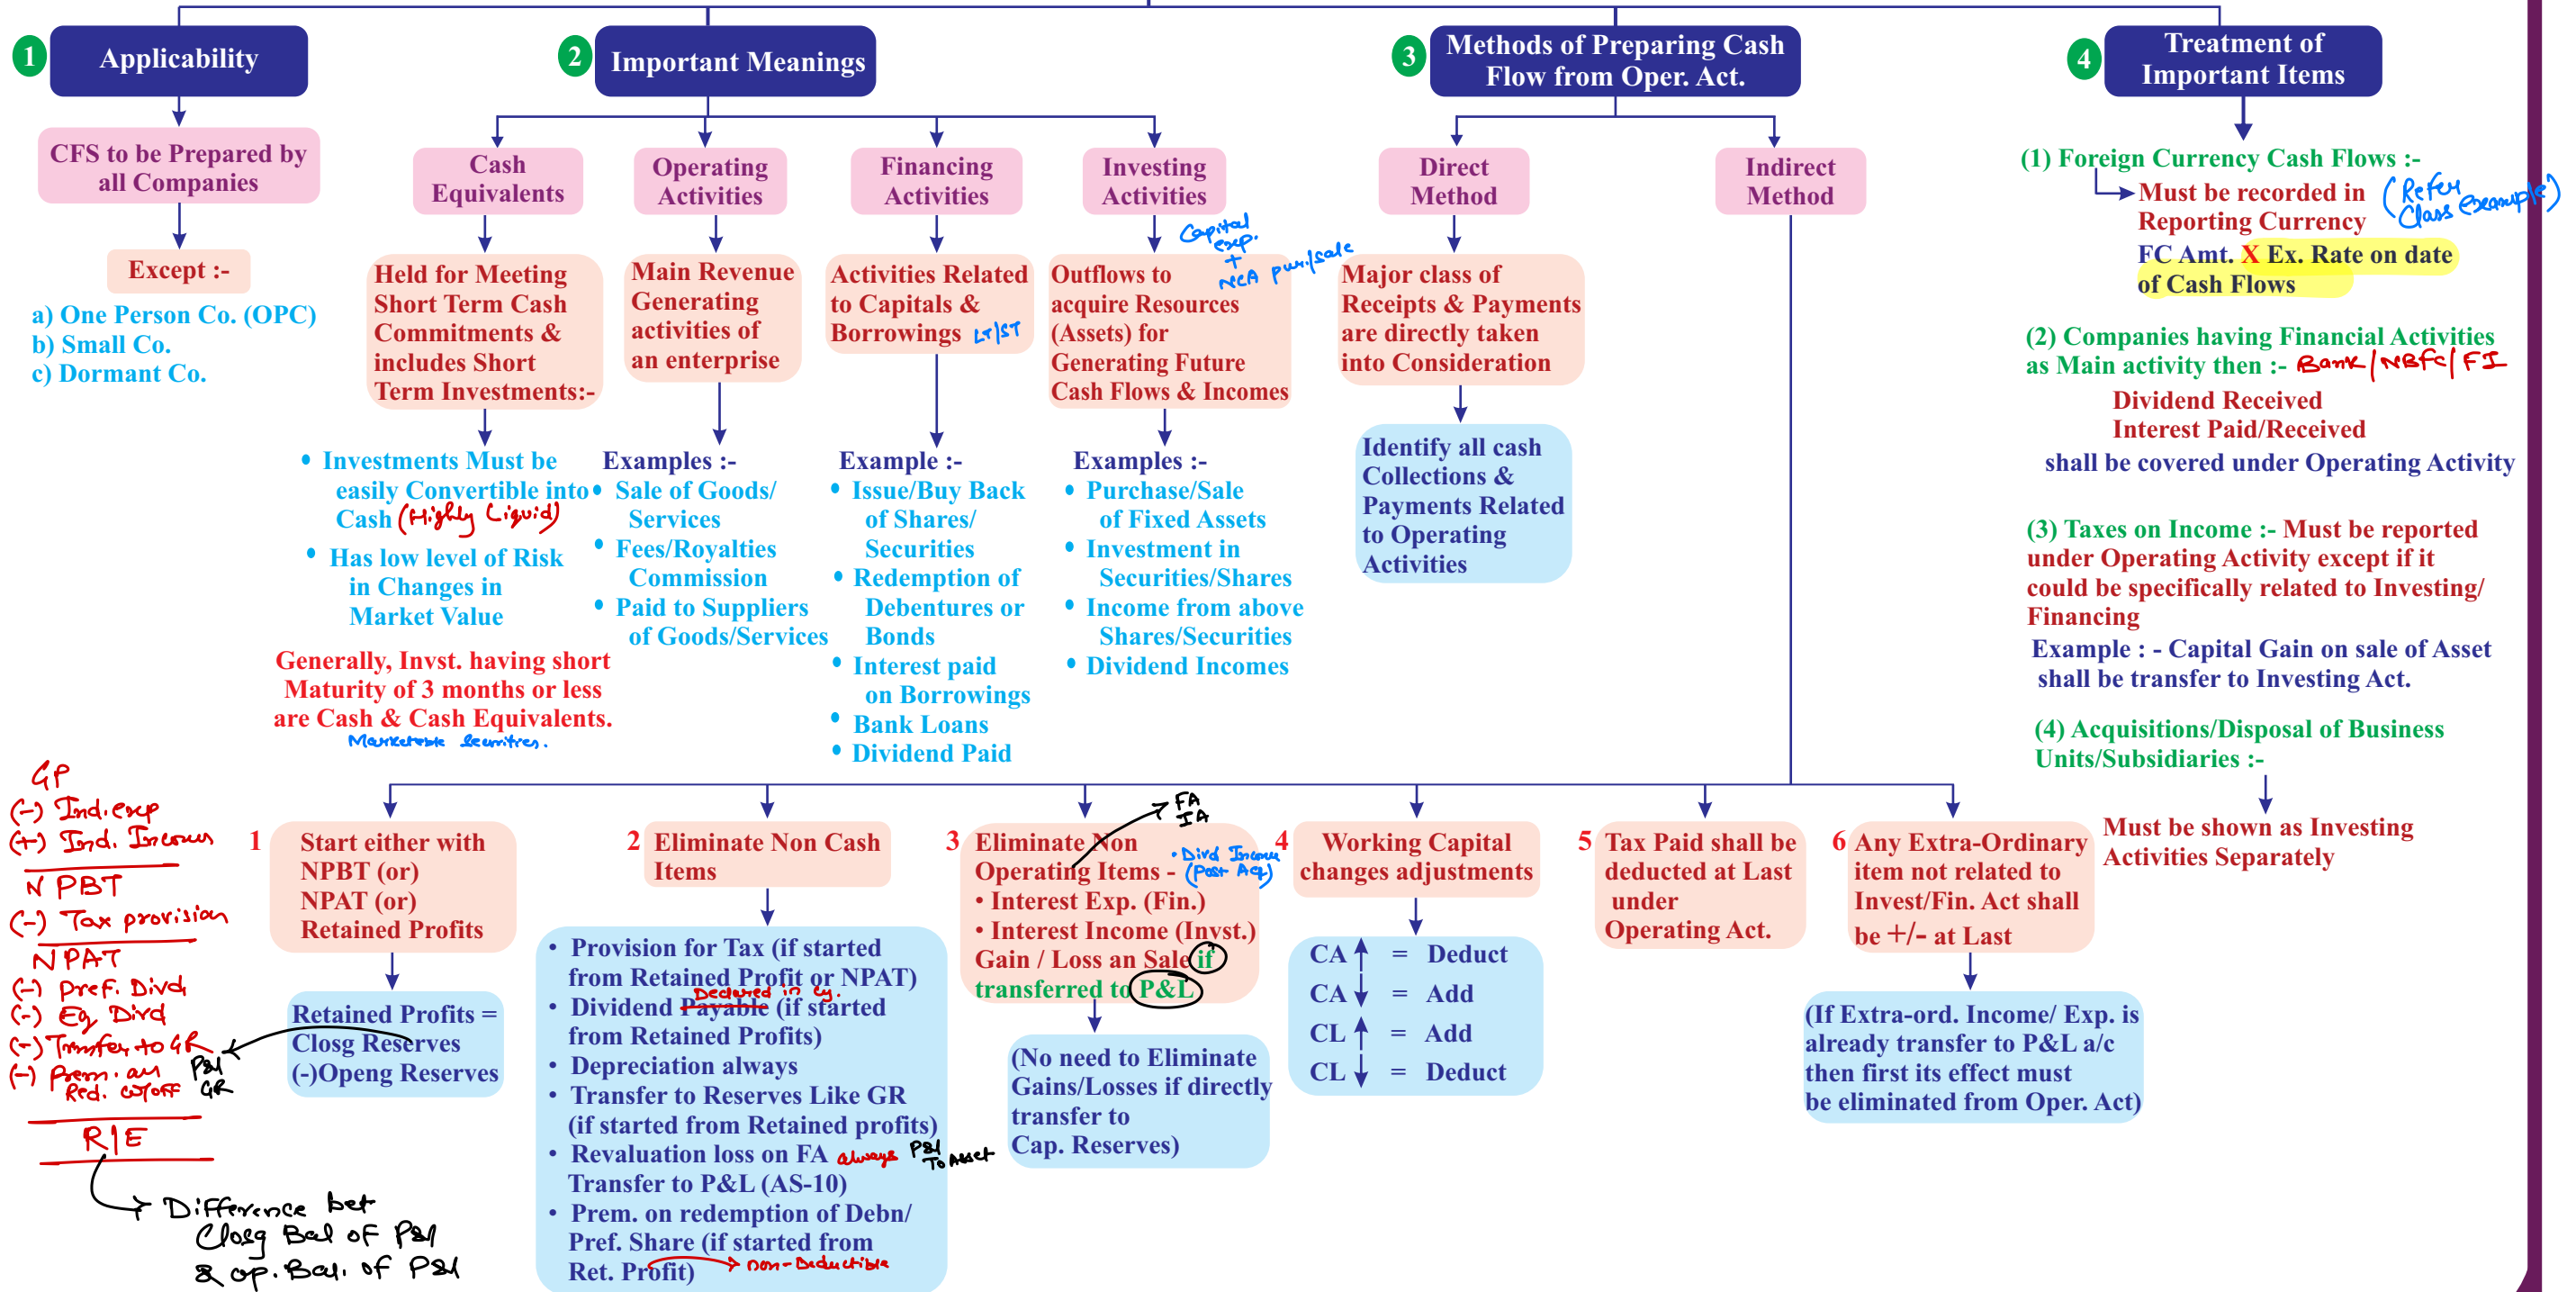 1
Applicability
CFS to be Prepared by
all Companies
Except :-
a) One Person Co. (OPC)
b) Small Co.
c) Dormant Co.
2
Important Meanings
Cash
Equivalents
Held for Meeting
Short Term Cash
Commitments &
includes Short
Term Investments:-
• Investments Must be
easily Convertible into
Cash (Highly Liquid)
• Has low level of Risk
in Changes in
Market Value
Generally, Invst. having short
Maturity of 3 months or less
are Cash & Cash Equivalents.
Marketable Securities.
Operating
Activities
Main Revenue
Generating
activities of
an enterprise
Examples :-
• Sale of Goods/
Services
• Fees/Royalties
Commission
• Paid to Suppliers
of Goods/Services
Financing
Activities
Activities Related
to Capitals &
Borrowings LT/ST
Example :-
• Issue/Buy Back
of Shares/
Securities
• Redemption of
Debentures or
Bonds
• Interest paid
on Borrowings
• Bank Loans
• Dividend Paid
Investing
Activities
Capital
exp.
+
NCA pur./sale
Outflows to
acquire Resources
(Assets) for
Generating Future
Cash Flows & Incomes
Examples :-
• Purchase/Sale
of Fixed Assets
• Investment in
Securities/Shares
• Income from above
Shares/Securities
• Dividend Incomes
3
Methods of Preparing Cash
Flow from Oper. Act.
Direct
Method
Major class of
Receipts & Payments
are directly taken
into Consideration
Identify all cash
Collections &
Payments Related
to Operating
Activities
Indirect
Method
4
Treatment of
Important Items
(1) Foreign Currency Cash Flows :-
Must be recorded in
Reporting Currency
(Refer
Class Example)
FC Amt. X Ex. Rate on date
of Cash Flows
(2) Companies having Financial Activities
as Main activity then :- Bank/NBFC/FI
Dividend Received
Interest Paid/Received
shall be covered under Operating Activity
(3) Taxes on Income :- Must be reported
under Operating Activity except if it
could be specifically related to Investing/
Financing
Example : - Capital Gain on sale of Asset
shall be transfer to Investing Act.
(4) Acquisitions/Disposal of Business
Units/Subsidiaries :-
Must be shown as Investing
Activities Separately
GP
(-) Ind. exp
(+) Ind. Incomes
NPBT
(-) Tax provision
NPAT
(-) Pref. Divd
(-) Eq Divd
(-) Transfer to GR
(-) Prem. on
Red. w/off
P&L
GR
R/E
Difference bet
Closg Bal of P&L
& op. Bal. of P&L
1
Start either with
NPBT (or)
NPAT (or)
Retained Profits
Retained Profits =
Closg Reserves
(-)Openg Reserves
2
Eliminate Non Cash
Items
• Provision for Tax (if started
from Retained Profit or NPAT)
Declared in Cy.
• Dividend Payable (if started
from Retained Profits)
• Depreciation always
• Transfer to Reserves Like GR
(if started from Retained profits)
• Revaluation loss on FA always P&L
To Asset
Transfer to P&L (AS-10)
• Prem. on redemption of Debn/
Pref. Share (if started from
Ret. Profit) non-Deductible
3
FA
IA
Eliminate Non
Operating Items -
• Divd Income
(Post Acq)
• Interest Exp. (Fin.)
• Interest Income (Invst.)
Gain / Loss an Sale if
transferred to P&L
(No need to Eliminate
Gains/Losses if directly
transfer to
Cap. Reserves)
4
Working Capital
changes adjustments
CA ↑ = Deduct
CA ↓ = Add
CL ↑ = Add
CL ↓ = Deduct
5
Tax Paid shall be
deducted at Last
under
Operating Act.
6
Any Extra-Ordinary
item not related to
Invest/Fin. Act shall
be +/- at Last
(If Extra-ord. Income/ Exp. is
already transfer to P&L a/c
then first its effect must
be eliminated from Oper. Act)